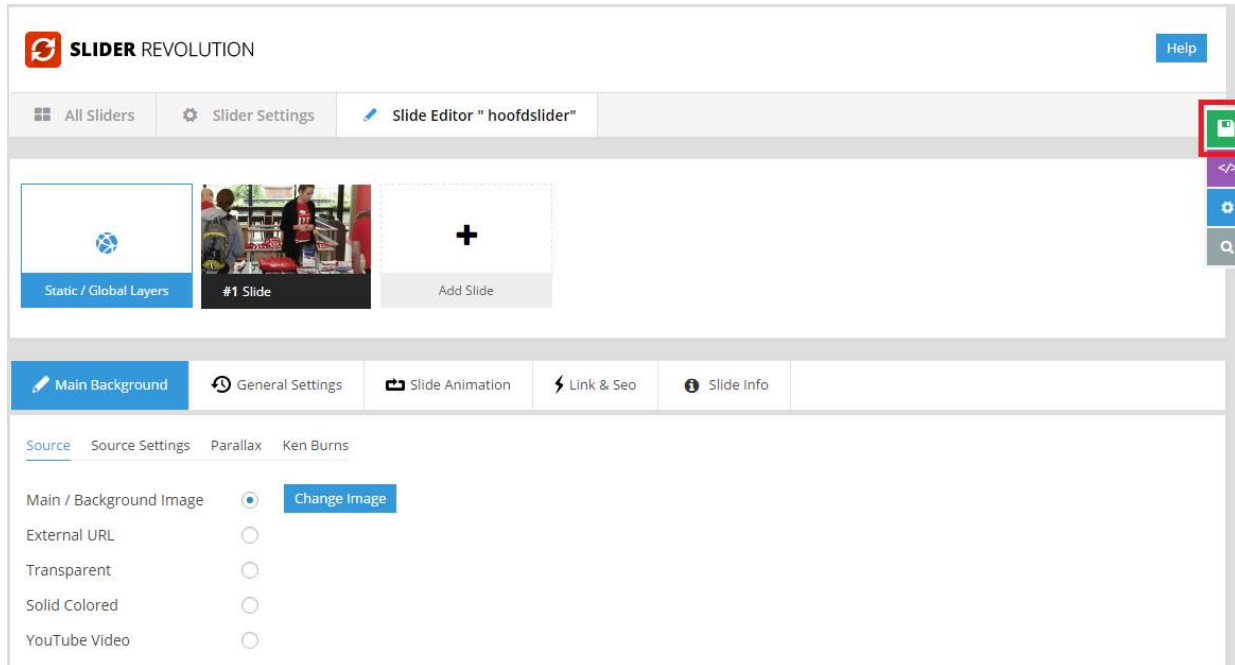 SLIDER REVOLUTION
Help
All Sliders
Slider Settings
Slide Editor " hoofdslider"
</>
Static / Global Layers
#1 Slide
Add Slide
Main Background
General Settings
Slide Animation
Link & Seo
Slide Info
Source
Source Settings
Parallax
Ken Burns
Main / Background Image
Change Image
External URL
Transparent
Solid Colored
YouTube Video